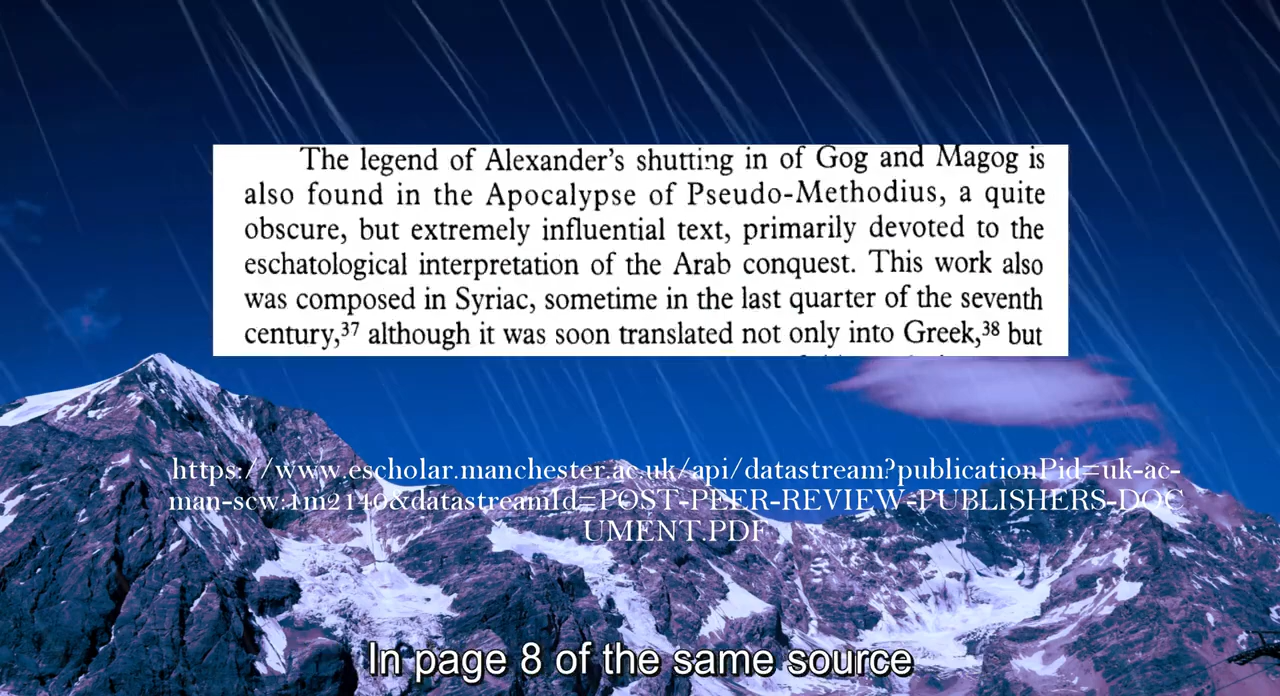 The legend of Alexander's shutting in of Gog and Magog is
also found in the Apocalypse of Pseudo-Methodius, a quite
obscure, but extremely influential text, primarily devoted to the
eschatological interpretation of the Arab conquest. This work also
was composed in Syriac, sometime in the last quarter of the seventh
century,³⁷ although it was soon translated not only into Greek,³⁸ but
https://www.escholar.manchester.ac.uk/api/datastream?publicationPid=uk-ac-
man-scw:1m2140&datastreamId=POST-PEER-REVIEW-PUBLISHERS-DOC
UMENT.PDF
In page 8 of the same source